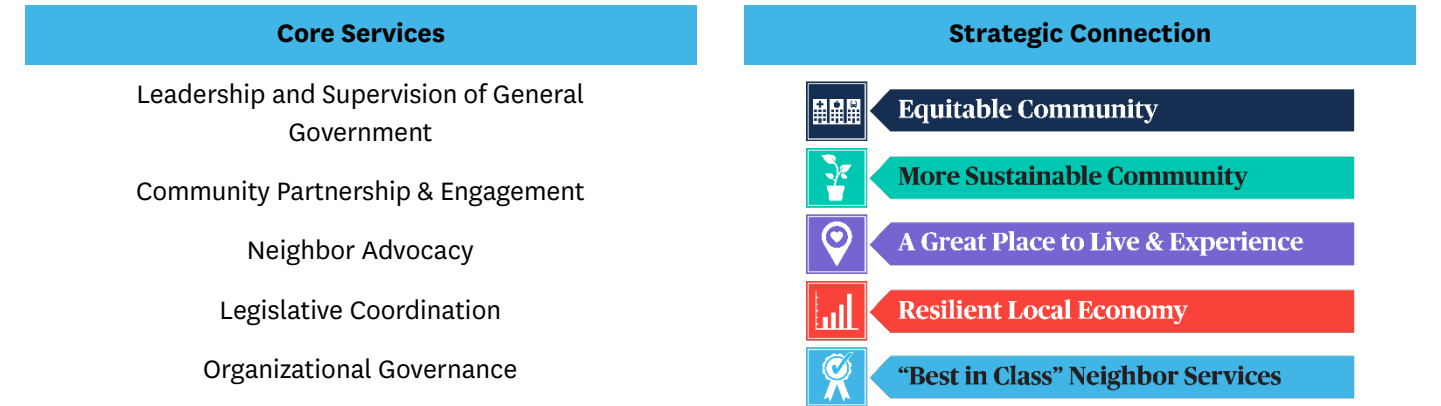 Core Services
Leadership and Supervision of General
Government
Community Partnership & Engagement
Neighbor Advocacy
Legislative Coordination
Organizational Governance
Strategic Connection
Equitable Community
More Sustainable Community
A Great Place to Live & Experience
Resilient Local Economy
“Best in Class” Neighbor Services